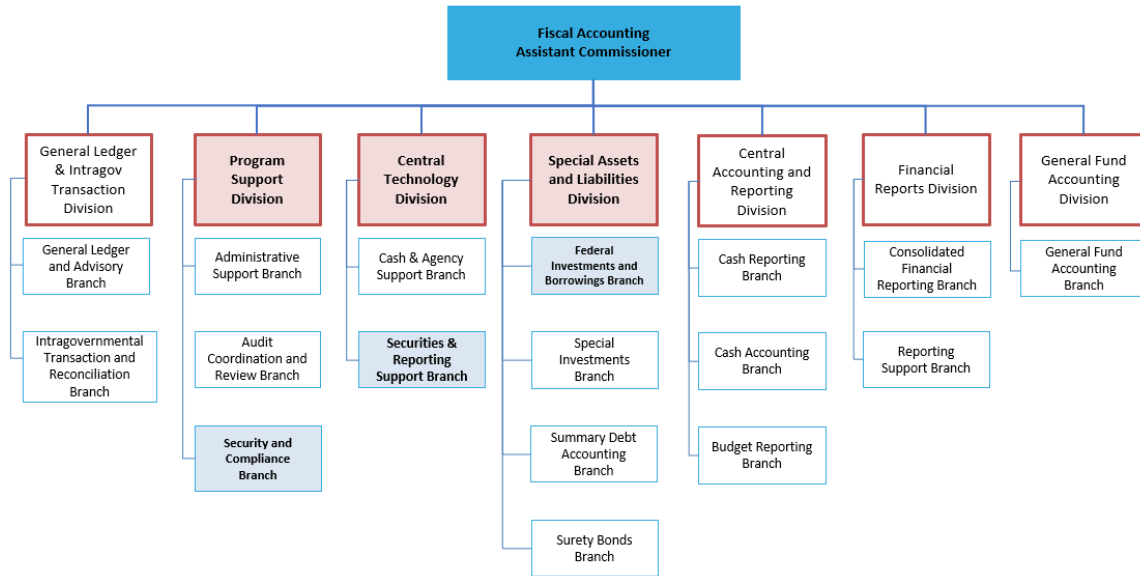 Fiscal Accounting
Assistant Commissioner
General Ledger
& Intragov
Transaction
Division
Program
Support
Division
Central
Technology
Division
Special Assets
and Liabilities
Division
Central
Accounting and
Reporting
Division
Financial
Reports Division
General Fund
Accounting
Division
General Ledger
and Advisory
Branch
Administrative
Support Branch
Cash & Agency
Support Branch
Federal
Investments and
Borrowings Branch
Cash Reporting
Branch
Consolidated
Financial
Reporting Branch
General Fund
Accounting
Branch
Intragovernmental
Transaction and
Reconciliation
Branch
Audit
Coordination and
Review Branch
Securities &
Reporting
Support Branch
Special
Investments
Branch
Cash Accounting
Branch
Reporting
Support Branch
Security and
Compliance
Branch
Summary Debt
Accounting
Branch
Budget Reporting
Branch
Surety Bonds
Branch